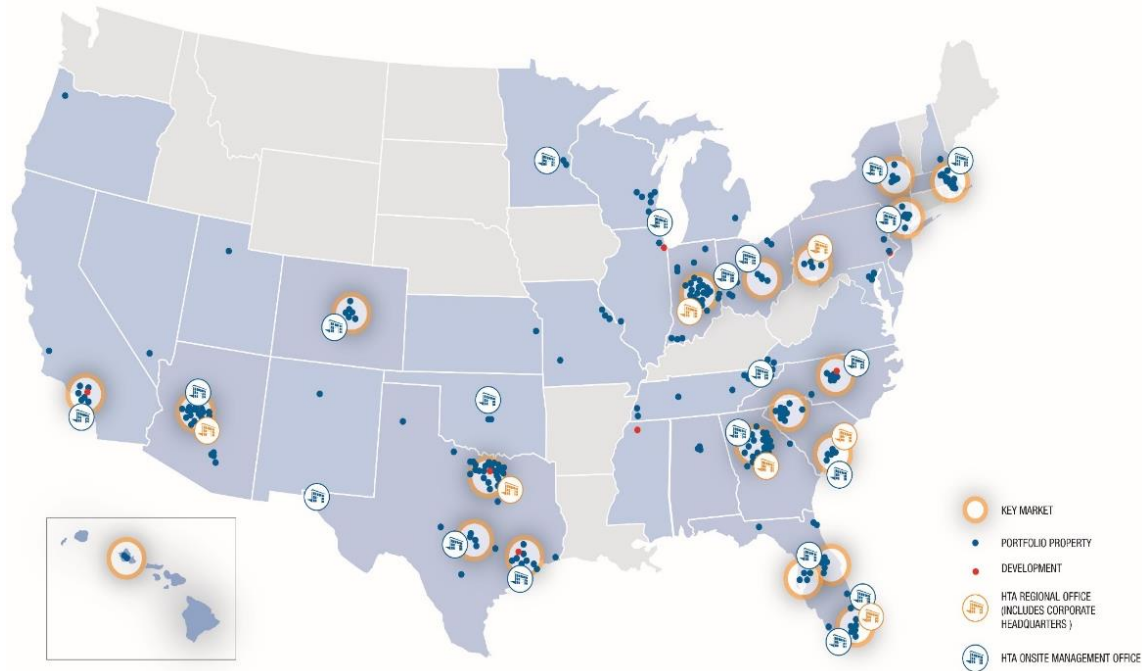 KEY MARKET
PORTFOLIO PROPERTY
DEVELOPMENT
HTA REGIONAL OFFICE
(INCLUDES CORPORATE
HEADQUARTERS )
HTA ONSITE MANAGEMENT OFFICE